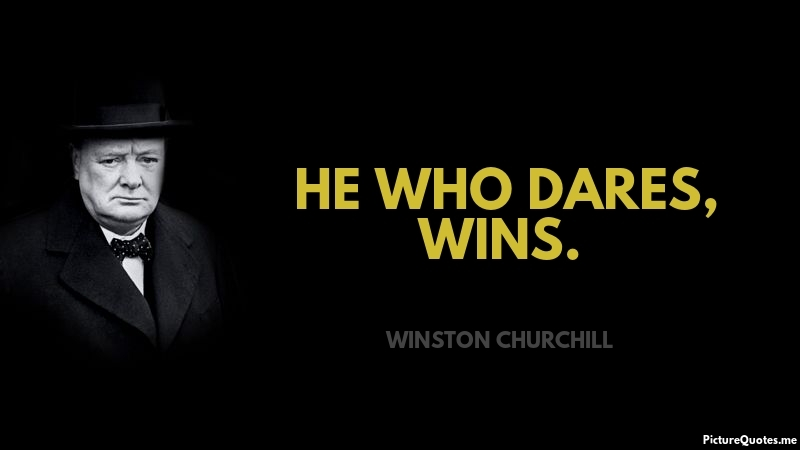 HE WHO DARES,
WINS.
WINSTON CHURCHILL
PictureQuotes.me